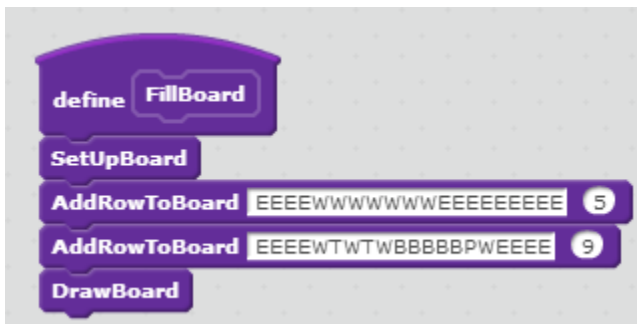 define FillBoard
SetUpBoard
AddRowToBoard EEEEWWWWWWWEEEEEEEEE 5
AddRowToBoard EEEEWTWTWBBBBBPWEEEE 9
DrawBoard